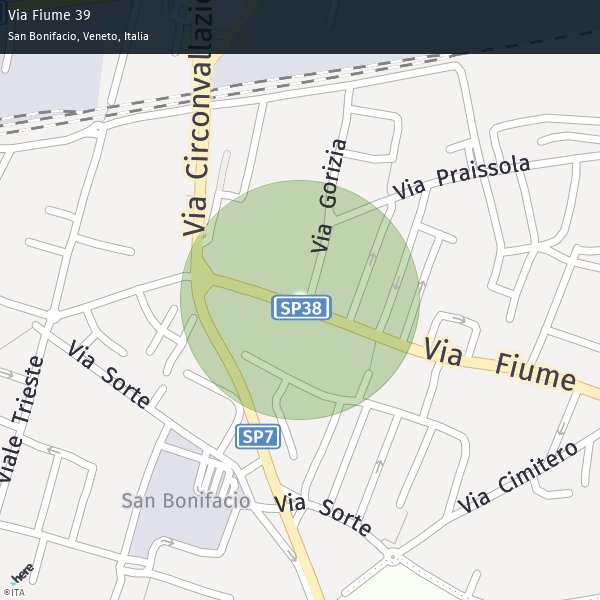 Via Fiume 39
San Bonifacio, Veneto, Italia
Via Circonvallazio
Via Gorizia
Via Praissola
SP38
Via Fiume
Via Sorte
Viale Trieste
SP7
Via Cimitero
San Bonifacio
Via Sorte
here
©ITA